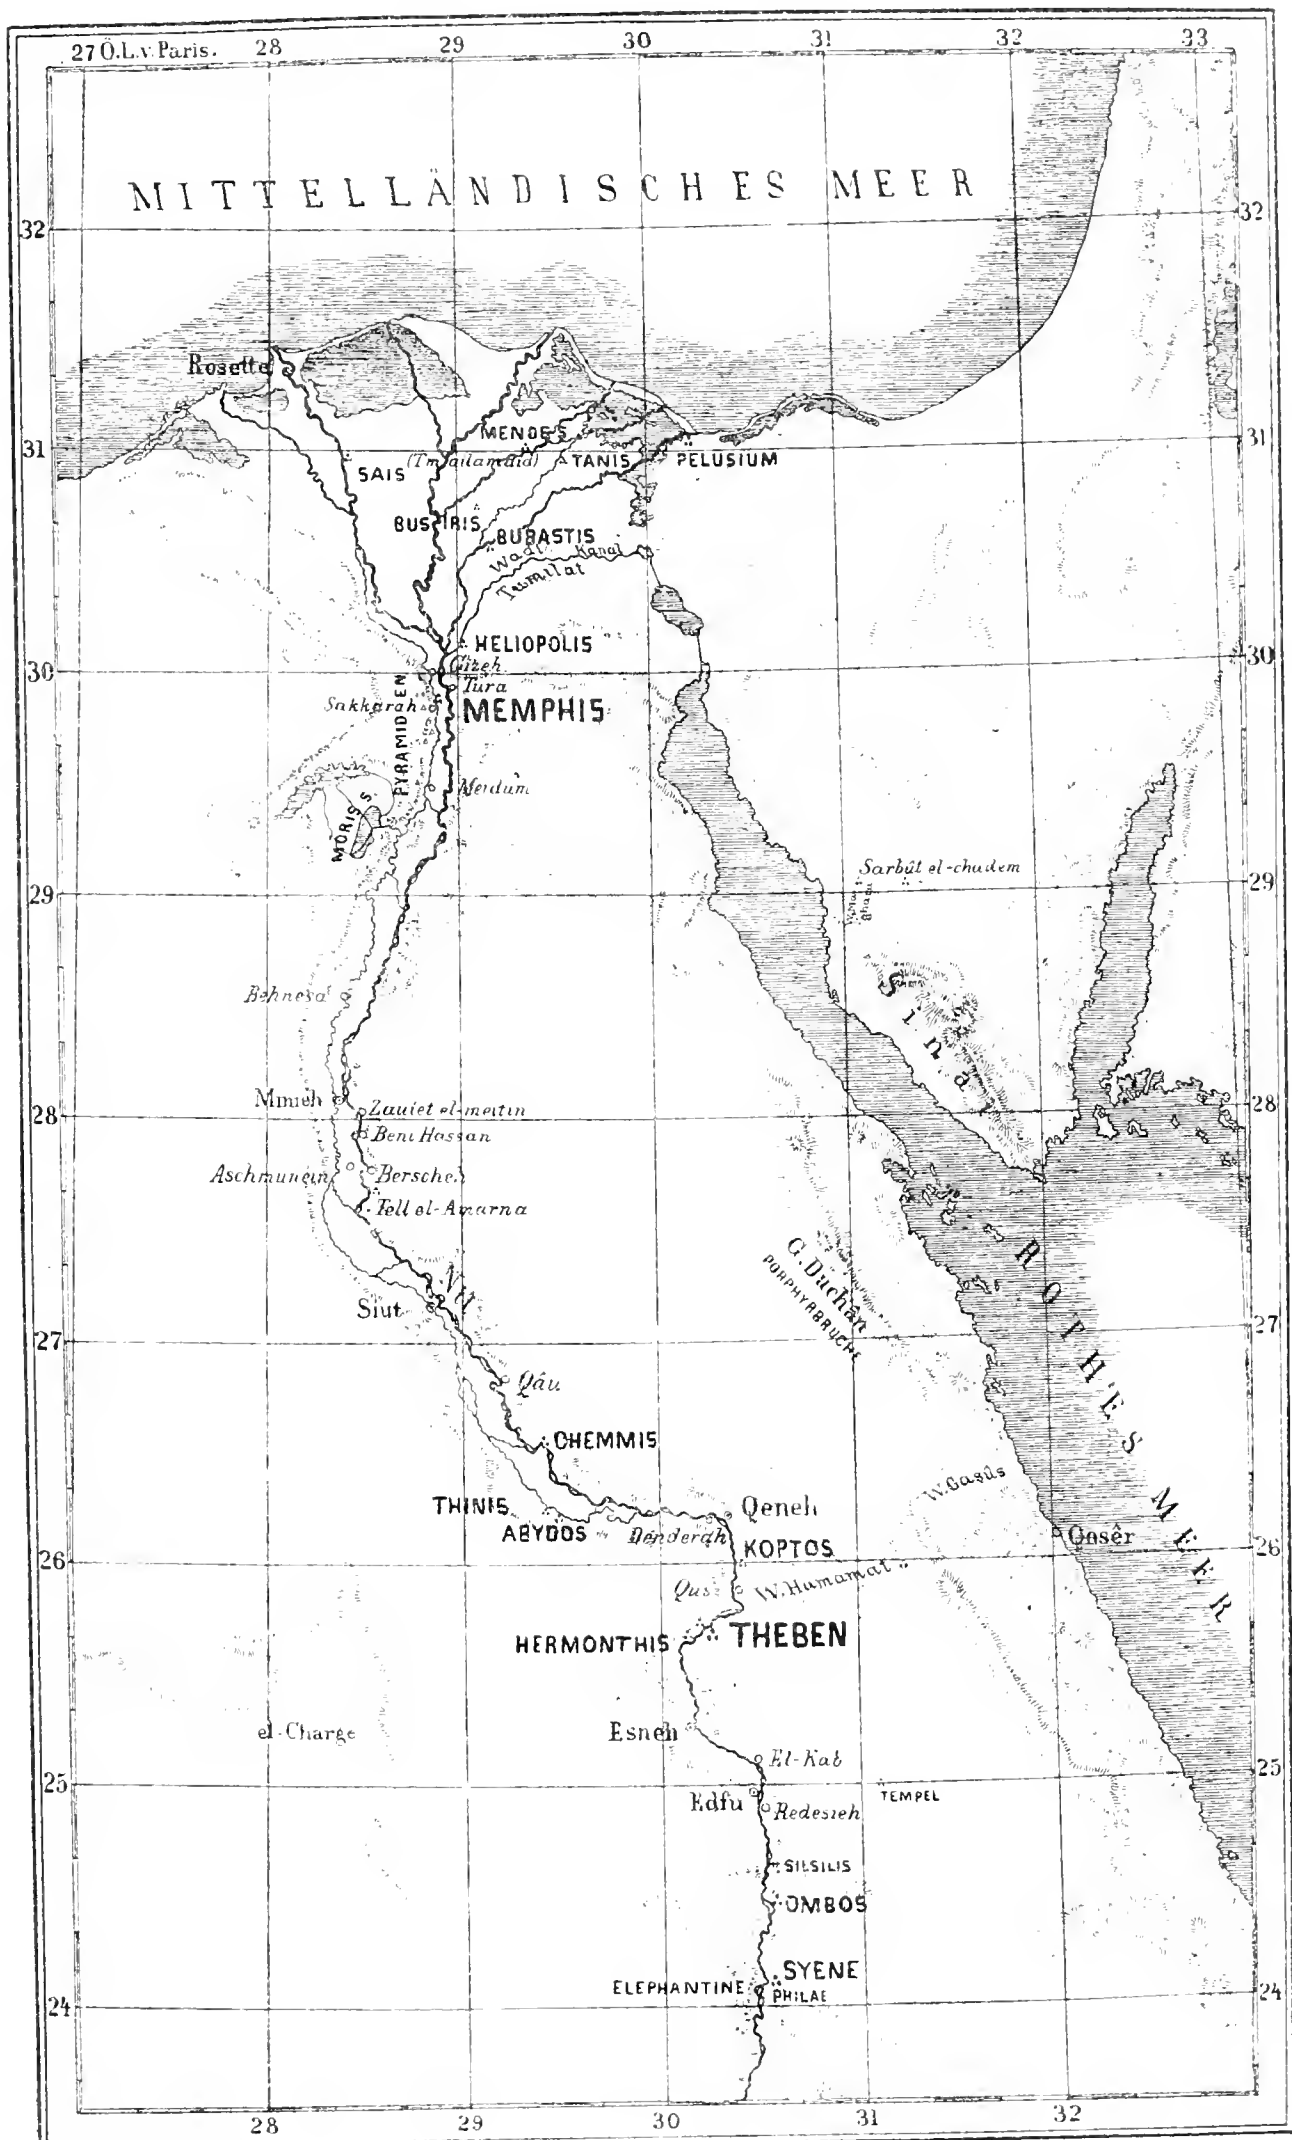 27 Ö.L.v.Paris. 28 29 30 31 32 33
MITTELLÄNDISCHES MEER
32 32
Rosette
MENDES
31 31
TANIS PELUSIUM
SAIS
BUSIRIS
BUBASTIS
Wadi Kanal
Tumilat
HELIOPOLIS
30 Gizeh 30
Tura
Sakkarah MEMPHIS
PYRAMIDEN
Meidum
MÖRIS S.
Sarbût el-chadem
29 29
Sinai
Behnesa
Minieh
Zauiet el-meitin
28 28
Beni Hassan
Aschmunein Berscheh
Tell el-Amarna
G. Duchân
PORPHYRBRÜCHE
Nil
Siut
ROTHES MEER
27 27
Qâu
CHEMMIS
W.Gasûs
THINIS Qeneh
ABYDOS Denderah Qosêr
KOPTOS
26 26
Qus W.Hamamat
HERMONTHIS THEBEN
el-Charge Esneh
El-Kab
25 25
Edfu TEMPEL
Redesieh
SILSILIS
OMBOS
SYENE
ELEPHANTINE PHILAE
24 24
28 29 30 31 32